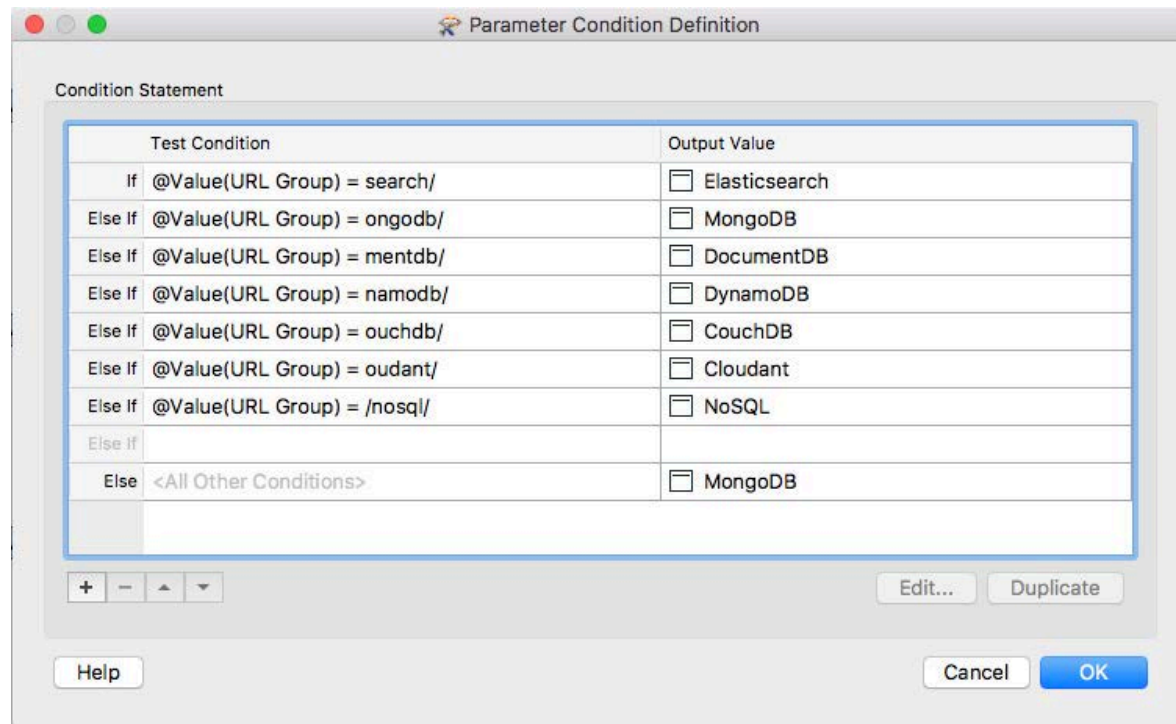 Parameter Condition Definition
Condition Statement
Test Condition Output Value
If @Value(URL Group) = search/ Elasticsearch
Else If @Value(URL Group) = ongodb/ MongoDB
Else If @Value(URL Group) = mentdb/ DocumentDB
Else If @Value(URL Group) = namodb/ DynamoDB
Else If @Value(URL Group) = ouchdb/ CouchDB
Else If @Value(URL Group) = oudant/ Cloudant
Else If @Value(URL Group) = /nosql/ NoSQL
Else If
Else <All Other Conditions> MongoDB
+ − Edit... Duplicate
Help Cancel OK